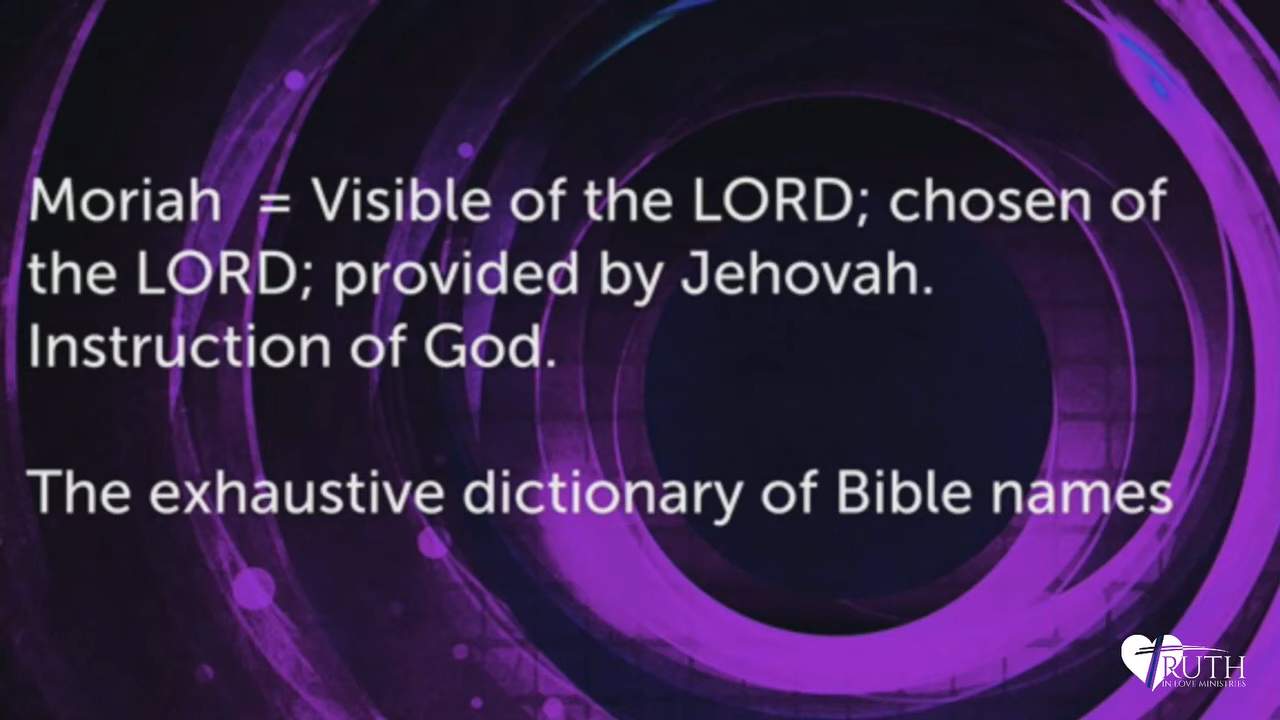 Moriah = Visible of the LORD; chosen of
the LORD; provided by Jehovah.
Instruction of God.
The exhaustive dictionary of Bible names
TRUTH
IN LOVE MINISTRIES